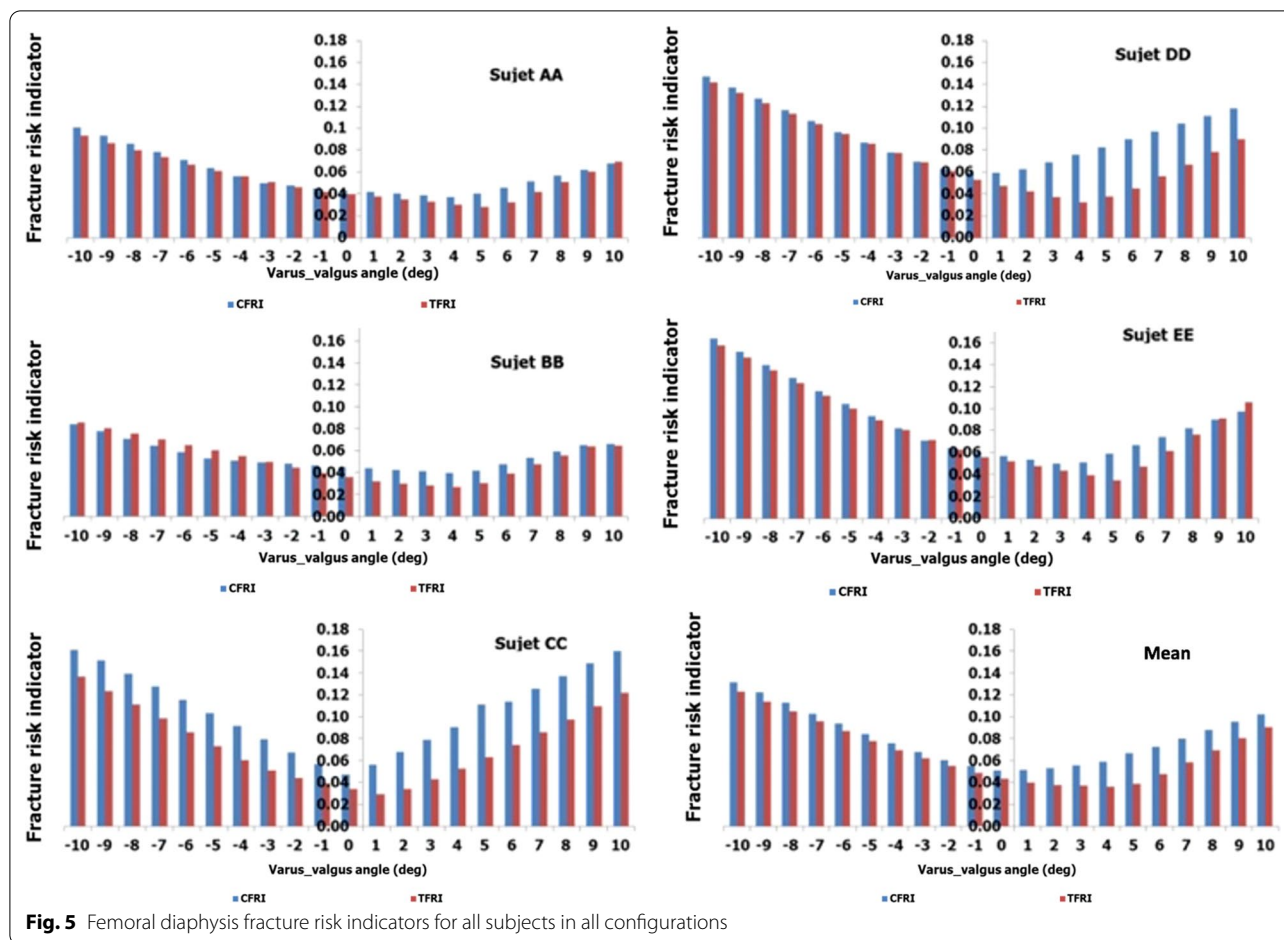 Fracture risk indicator
0.18
0.16
0.14
0.12
0.1
0.08
0.06
0.04
0.02
0
Sujet AA
-10 -9 -8 -7 -6 -5 -4 -3 -2 -1 0 1 2 3 4 5 6 7 8 9 10
Varus_valgus angle (deg)
CFRI TFRI
Fracture risk indicator
0.18
0.16
0.14
0.12
0.10
0.08
0.06
0.04
0.02
0.00
Sujet DD
-10 -9 -8 -7 -6 -5 -4 -3 -2 -1 0 1 2 3 4 5 6 7 8 9 10
Varus_valgus angle (deg)
CFRI TFRI
Fracture risk indicator
0.16
0.14
0.12
0.10
0.08
0.06
0.04
0.02
0.00
Sujet BB
-10 -9 -8 -7 -6 -5 -4 -3 -2 -1 0 1 2 3 4 5 6 7 8 9 10
Varus_valgus angle (deg)
CFRI TFRI
Fracture risk indicator
0.16
0.14
0.12
0.10
0.08
0.06
0.04
0.02
0.00
Sujet EE
-10 -9 -8 -7 -6 -5 -4 -3 -2 -1 0 1 2 3 4 5 6 7 8 9 10
Varus_valgus angle (deg)
CFRI TFRI
Fracture risk indicator
0.18
0.16
0.14
0.12
0.10
0.08
0.06
0.04
0.02
0.00
Sujet CC
-10 -9 -8 -7 -6 -5 -4 -3 -2 -1 0 1 2 3 4 5 6 7 8 9 10
Varus_valgus angle (deg)
CFRI TFRI
Fracture risk indicator
0.18
0.16
0.14
0.12
0.10
0.08
0.06
0.04
0.02
0.00
Mean
-10 -9 -8 -7 -6 -5 -4 -3 -2 -1 0 1 2 3 4 5 6 7 8 9 10
Varus_valgus angle (deg)
CFRI TFRI
Fig. 5 Femoral diaphysis fracture risk indicators for all subjects in all configurations